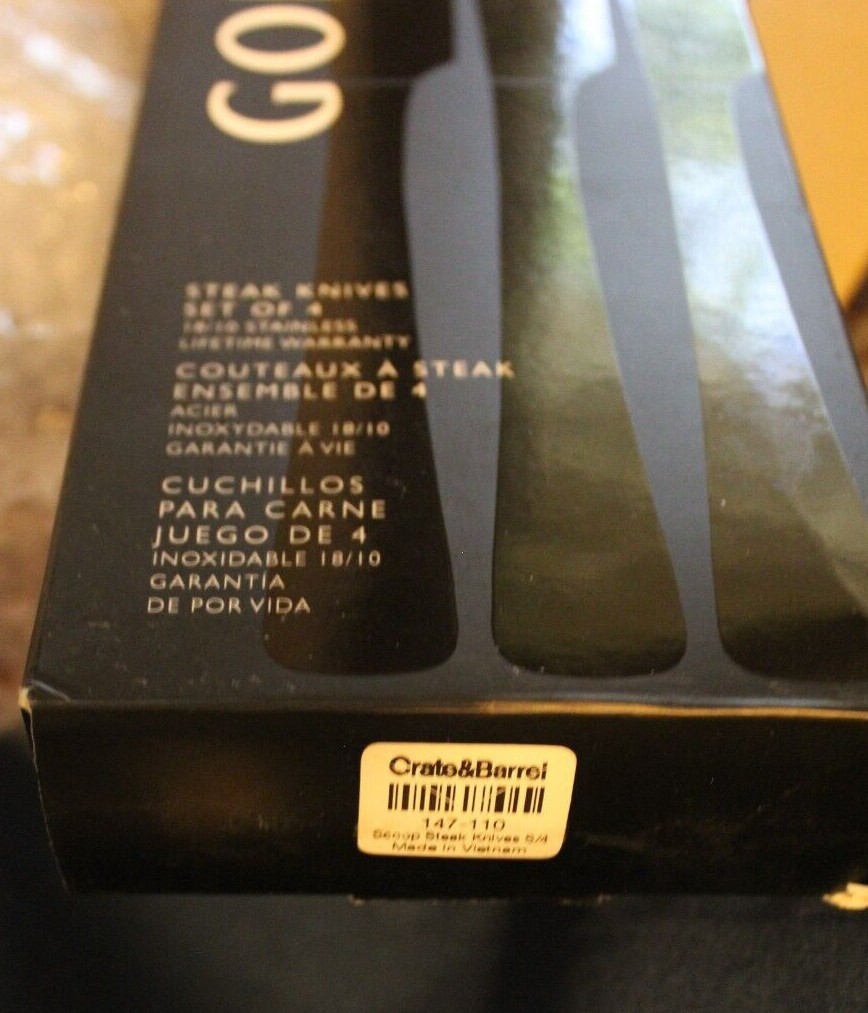 GO
STEAK KNIVES
SET OF 4
18/10 STAINLESS
LIFETIME WARRANTY
COUTEAUX À STEAK
ENSEMBLE DE 4
ACIER
INOXYDABLE 18/10
GARANTIE À VIE
CUCHILLOS
PARA CARNE
JUEGO DE 4
INOXIDABLE 18/10
GARANTÍA
DE POR VIDA
Crate&Barrel
147-110
Scoop Steak Knives S/4
Made in Vietnam